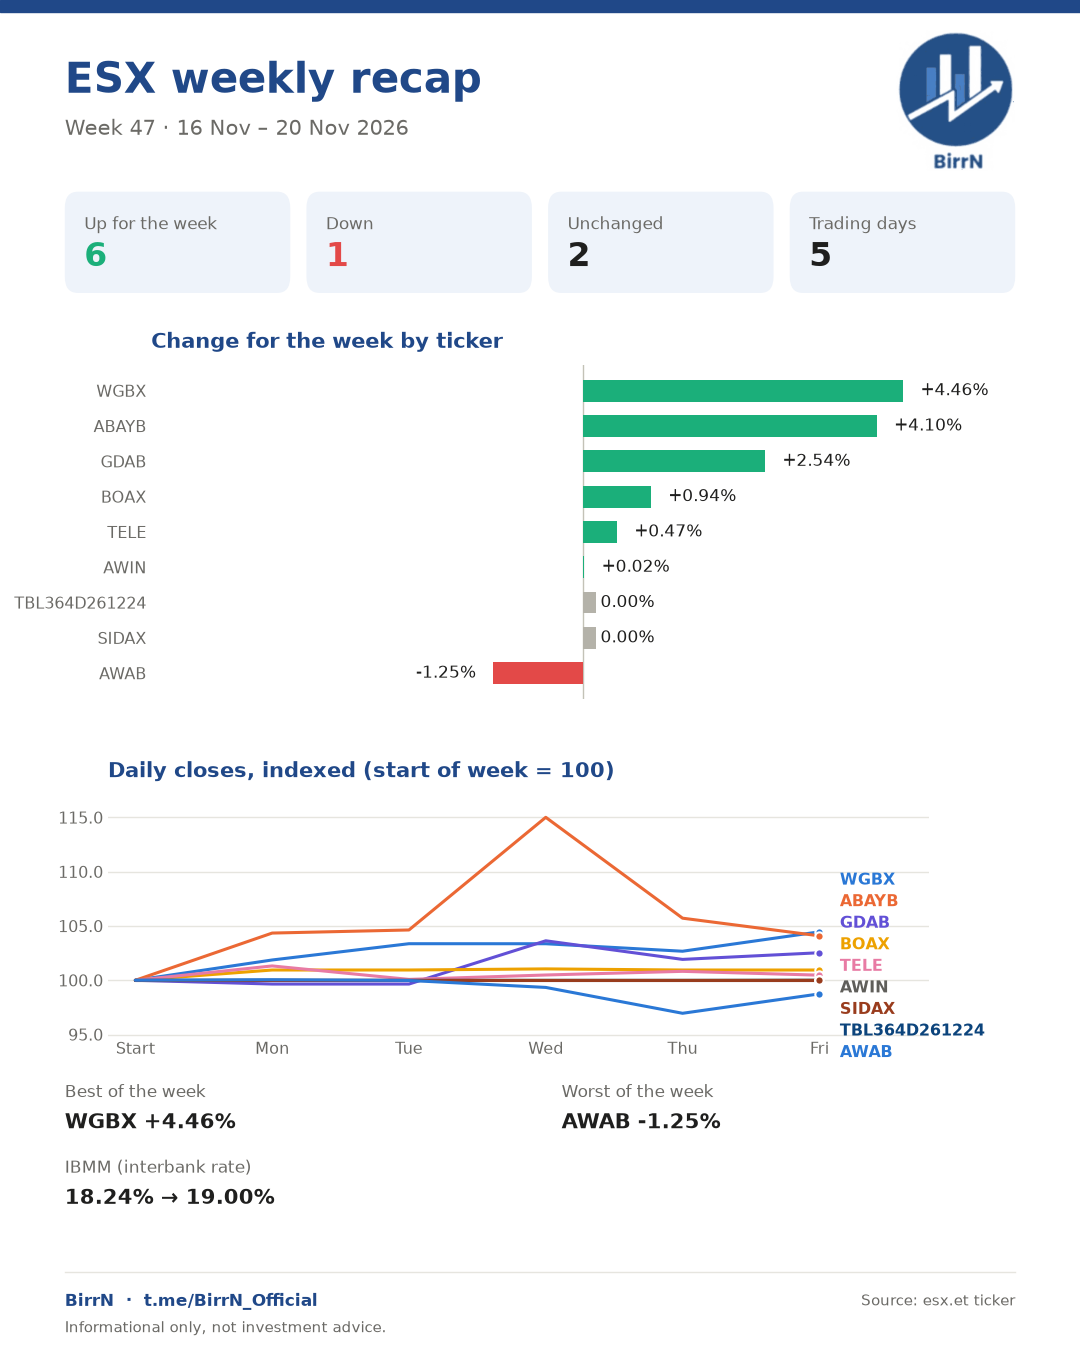 ESX weekly recap
Week 47 · 16 Nov – 20 Nov 2026
BirrN
Up for the week
6
Down
1
Unchanged
2
Trading days
5
Change for the week by ticker
WGBX +4.46%
ABAYB +4.10%
GDAB +2.54%
BOAX +0.94%
TELE +0.47%
AWIN +0.02%
TBL364D261224 0.00%
SIDAX 0.00%
AWAB -1.25%
Daily closes, indexed (start of week = 100)
115.0
110.0
105.0
100.0
95.0
WGBX
ABAYB
GDAB
BOAX
TELE
AWIN
SIDAX
TBL364D261224
AWAB
Start Mon Tue Wed Thu Fri
Best of the week
WGBX +4.46%
Worst of the week
AWAB -1.25%
IBMM (interbank rate)
18.24% → 19.00%
BirrN · t.me/BirrN_Official
Source: esx.et ticker
Informational only, not investment advice.